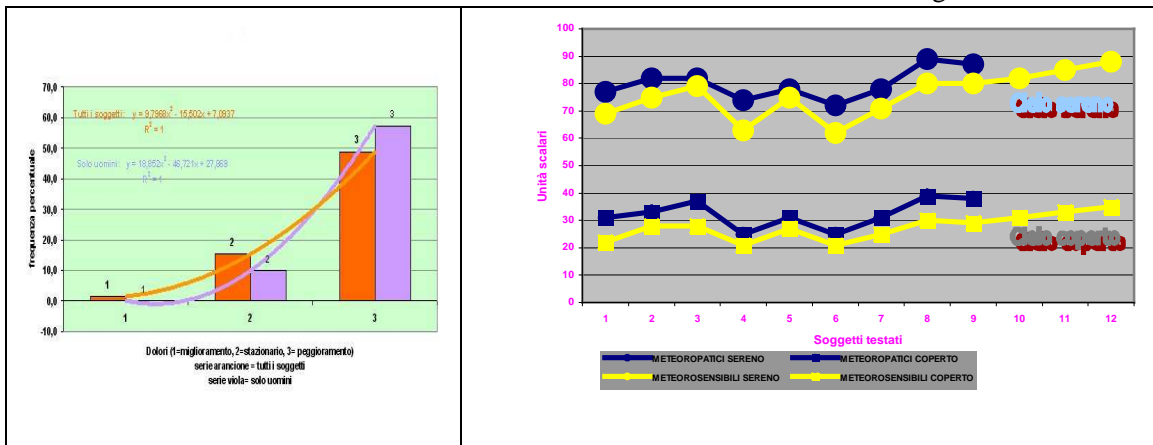 70,0
60,0
50,0
40,0
30,0
20,0
10,0
0,0
-10,0
frequenza percentuale
Tutti i soggetti: y = 9,7968x² - 15,502x + 7,0937
R² = 1
Solo uomini: y = 18,852x² - 46,721x + 27,869
R² = 1
1
1
2
2
3
3
1 2 3
Dolori (1=miglioramento, 2=stazionario, 3= peggioramento)
serie arancione = tutti i soggetti
serie viola= solo uomini
100
90
80
70
60
50
40
30
20
10
0
Unità scalari
Cielo sereno
Cielo coperto
1 2 3 4 5 6 7 8 9 10 11 12
Soggetti testati
METEOROPATICI SERENO METEOROPATICI COPERTO
METEOROSENSIBILI SERENO METEOROSENSIBILI COPERTO